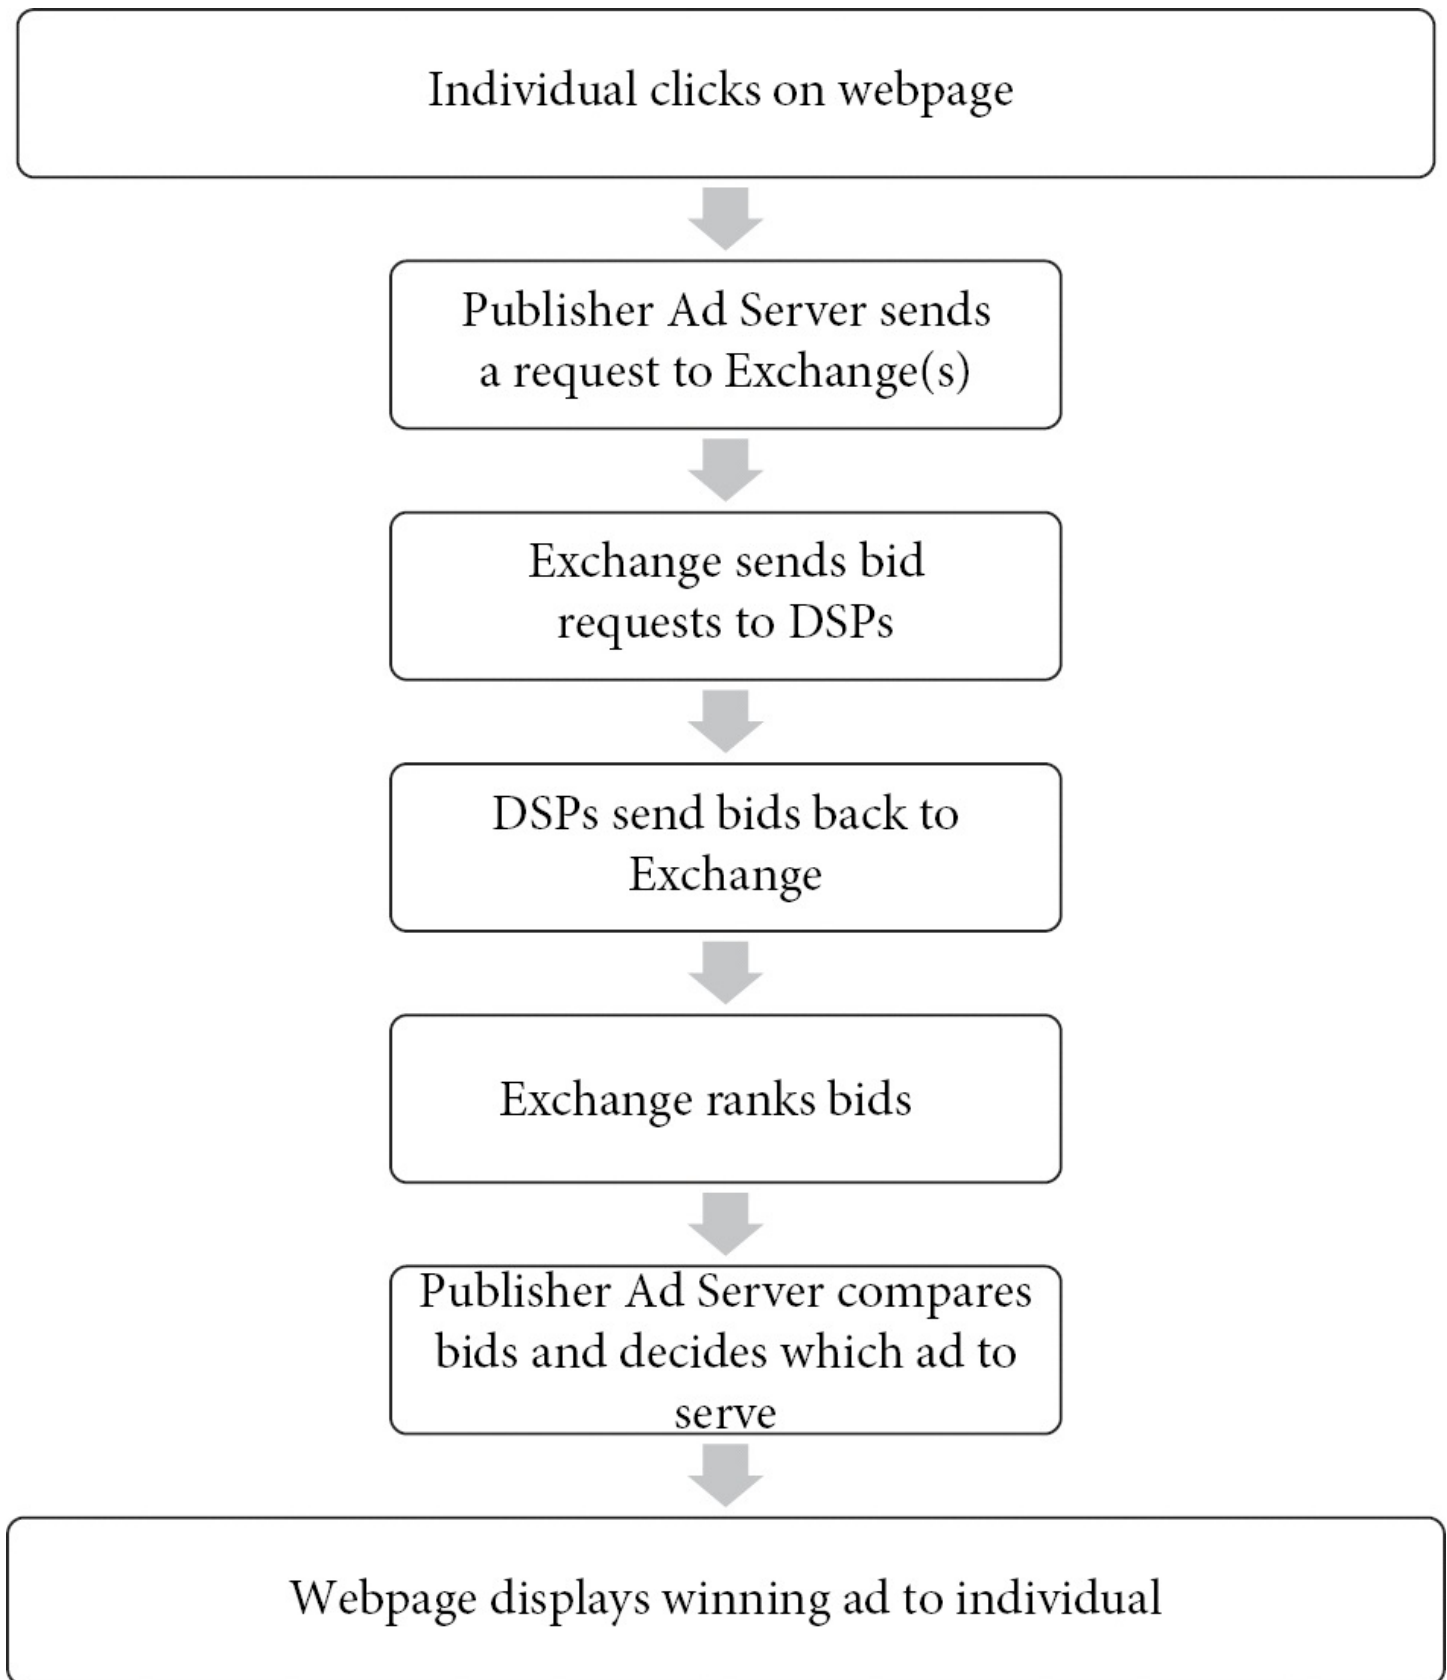 Individual clicks on webpage
Publisher Ad Server sends
a request to Exchange(s)
Exchange sends bid
requests to DSPs
DSPs send bids back to
Exchange
Exchange ranks bids
Publisher Ad Server compares
bids and decides which ad to
serve
Webpage displays winning ad to individual